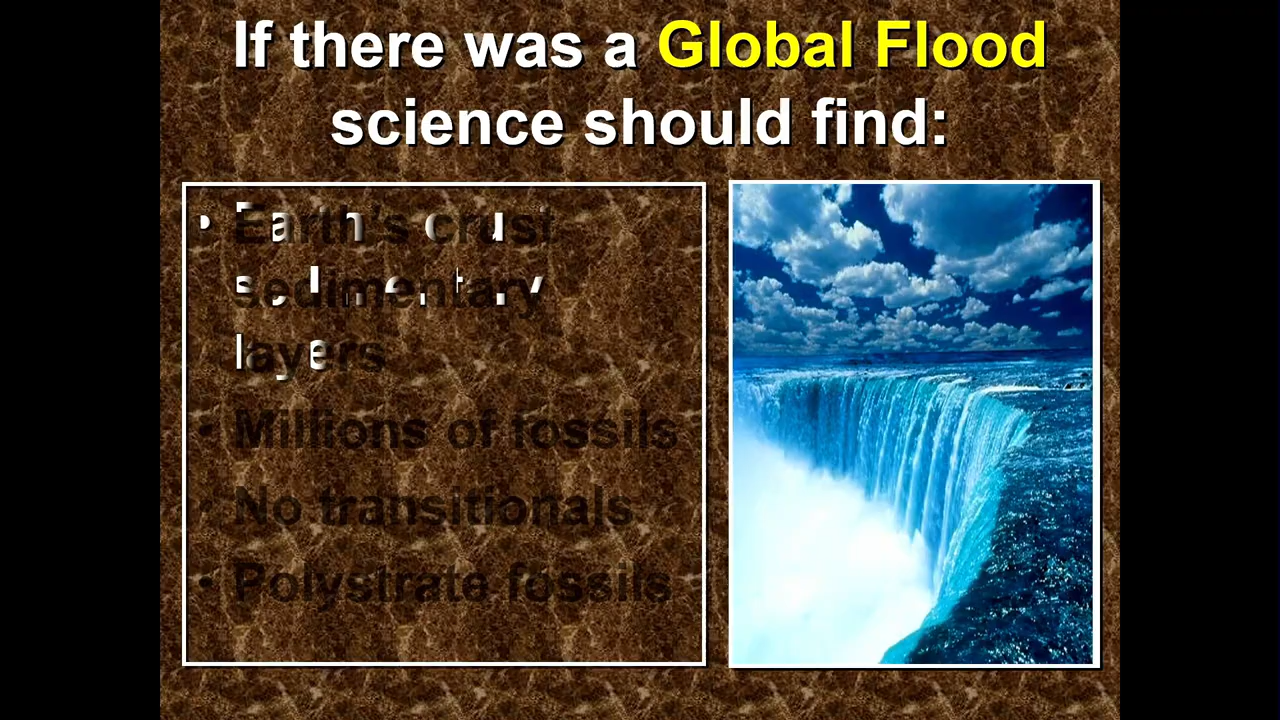 If there was a Global Flood
science should find:
• Earth's crust
sedimentary
layers
• Millions of fossils
• No transitionals
• Polystrate fossils